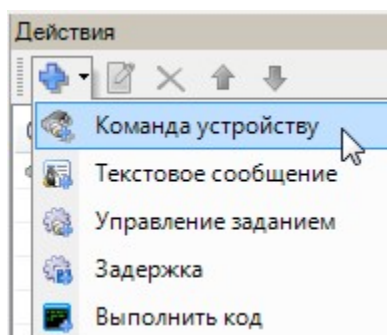 Действия
Команда устройству
Текстовое сообщение
Управление заданием
Задержка
Выполнить код